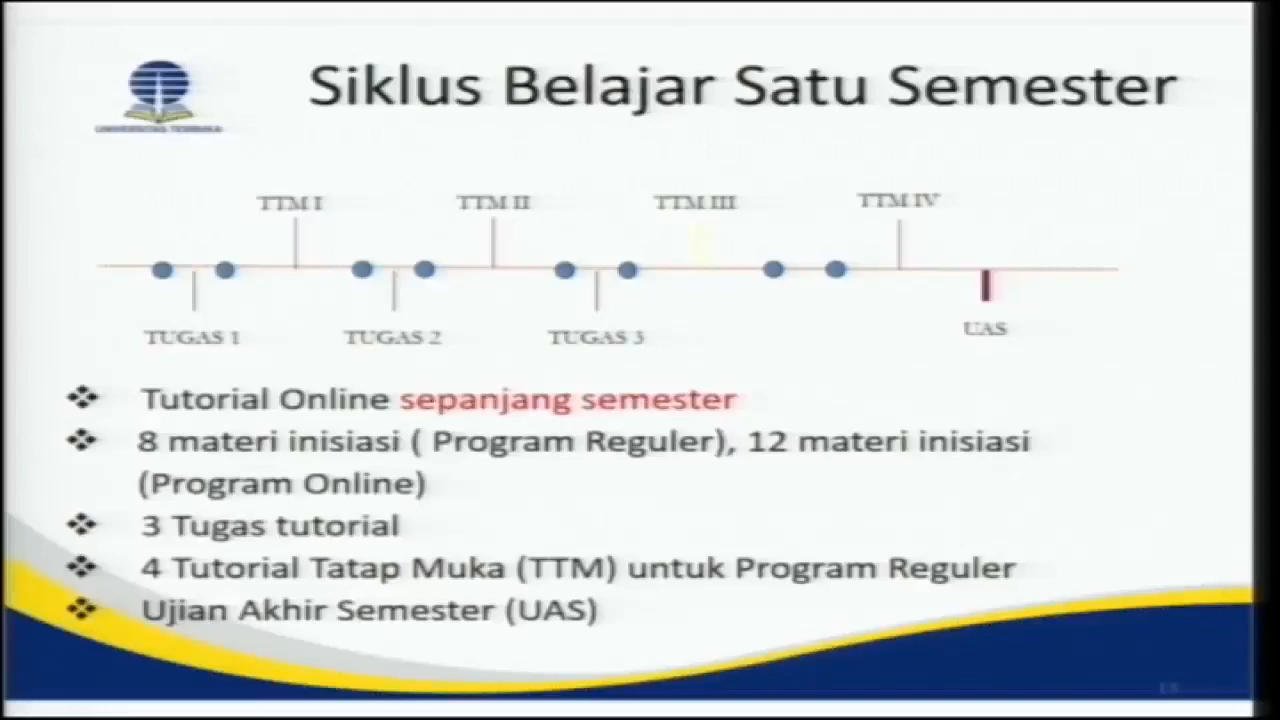 Siklus Belajar Satu Semester
UNIVERSITAS TERBUKA
TTM I
TTM II
TTM III
TTM IV
TUGAS 1
TUGAS 2
TUGAS 3
UAS
Tutorial Online sepanjang semester
8 materi inisiasi ( Program Reguler), 12 materi inisiasi
(Program Online)
3 Tugas tutorial
4 Tutorial Tatap Muka (TTM) untuk Program Reguler
Ujian Akhir Semester (UAS)